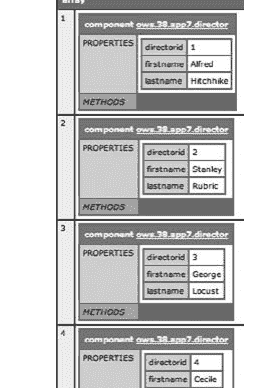 array
1
component ows.38.app7.director
PROPERTIES
directorid 1
firstname Alfred
lastname Hitchhike
METHODS
2
component ows.38.app7.director
PROPERTIES
directorid 2
firstname Stanley
lastname Rubric
METHODS
3
component ows.38.app7.director
PROPERTIES
directorid 3
firstname George
lastname Locust
METHODS
4
component ows.38.app7.director
PROPERTIES
directorid 4
firstname Cecile